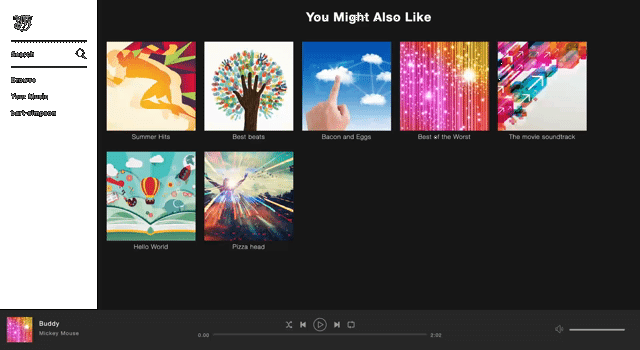 Search
Browse
Your Music
bart-simpson
You Might Also Like
Summer Hits
Best beats
Bacon and Eggs
Best of the Worst
The movie soundtrack
Hello World
Pizza head
Buddy
Mickey Mouse
0.00
2:02